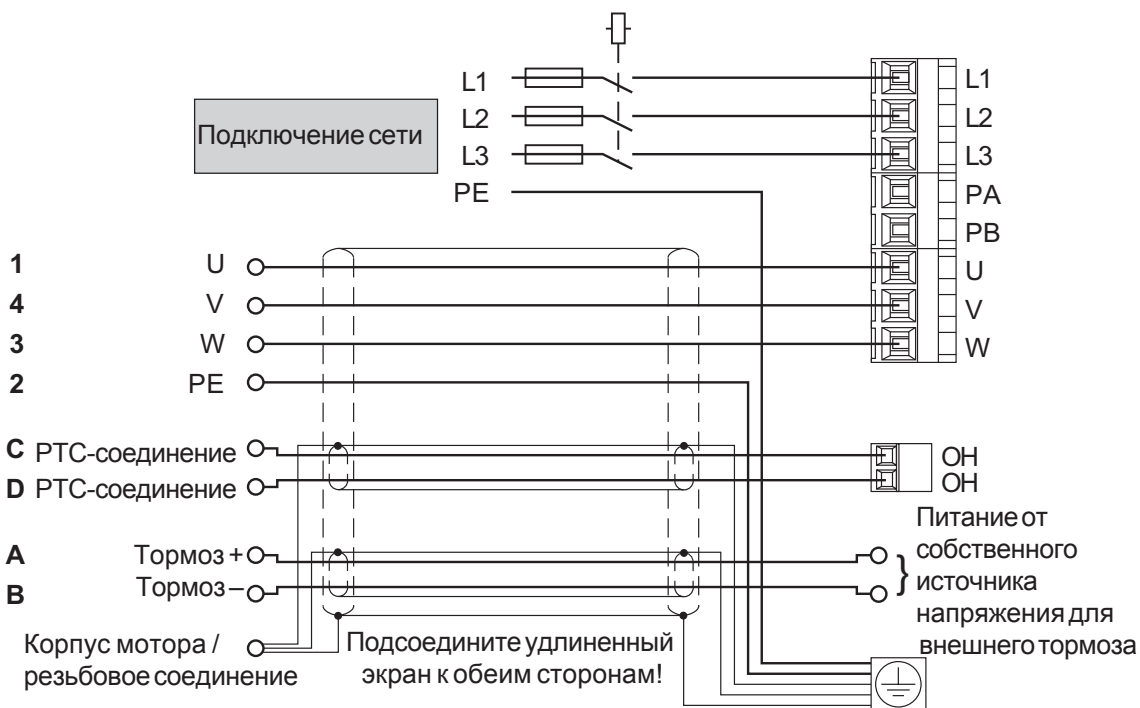 L1 L1
Подключение сети L2 L2
L3 L3
PE PA
PB
1 U U
4 V V
3 W W
2 PE
C РТС-соединение OH
D РТС-соединение OH
A Тормоз +
B Тормоз –
Питание от
собственного
}
источника
напряжения для
внешнего тормоза
Корпус мотора /
резьбовое соединение
Подсоедините удлиненный
экран к обеим сторонам!